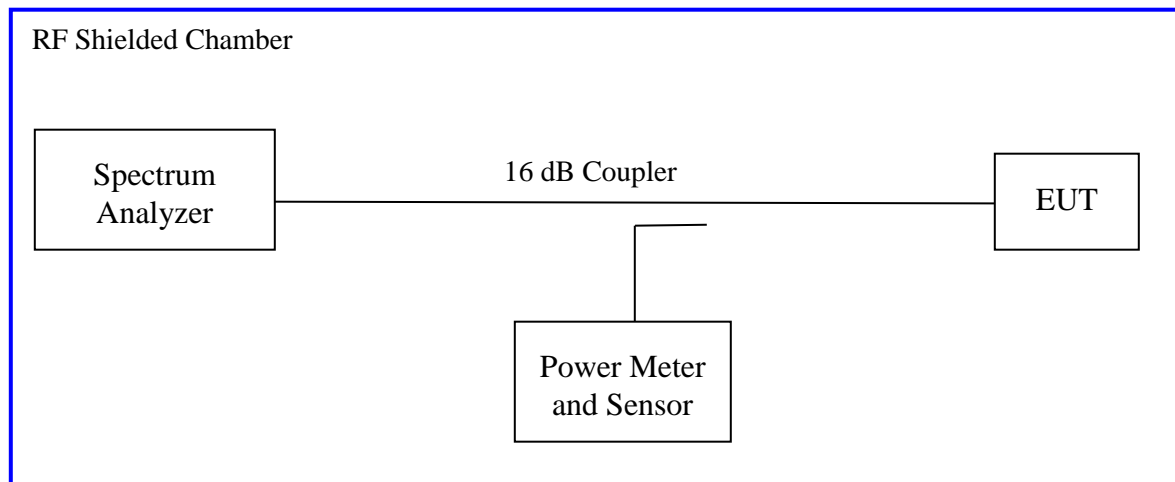 RF Shielded Chamber
Spectrum
Analyzer
16 dB Coupler
EUT
Power Meter
and Sensor